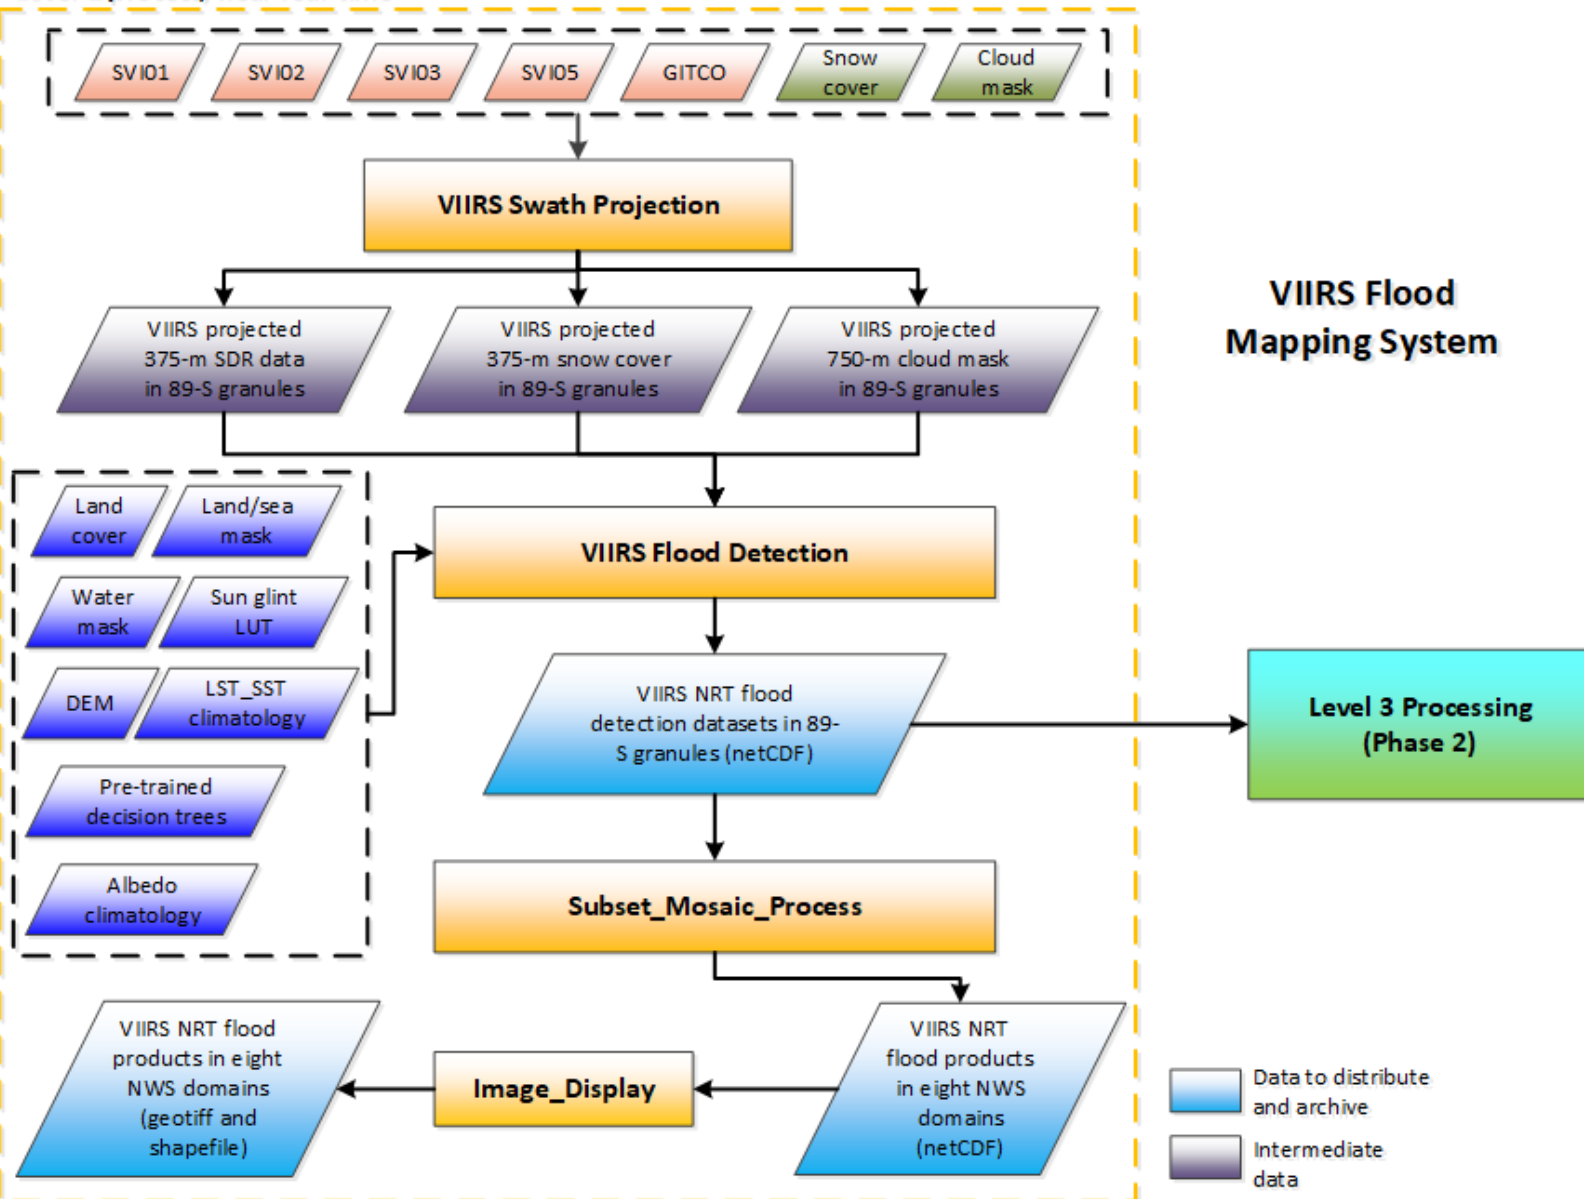 SVI01
SVI02
SVI03
SVI05
GITCO
Snow
cover
Cloud
mask
VIIRS Swath Projection
VIIRS projected
375-m SDR data
in 89-S granules
VIIRS projected
375-m snow cover
in 89-S granules
VIIRS projected
750-m cloud mask
in 89-S granules
VIIRS Flood
Mapping System
Land
cover
Land/sea
mask
Water
mask
Sun glint
LUT
DEM
LST_SST
climatology
Pre-trained
decision trees
Albedo
climatology
VIIRS Flood Detection
VIIRS NRT flood
detection datasets in 89-
S granules (netCDF)
Level 3 Processing
(Phase 2)
Subset_Mosaic_Process
VIIRS NRT flood
products in eight
NWS domains
(geotiff and
shapefile)
Image_Display
VIIRS NRT
flood products
in eight NWS
domains
(netCDF)
Data to distribute
and archive
Intermediate
data